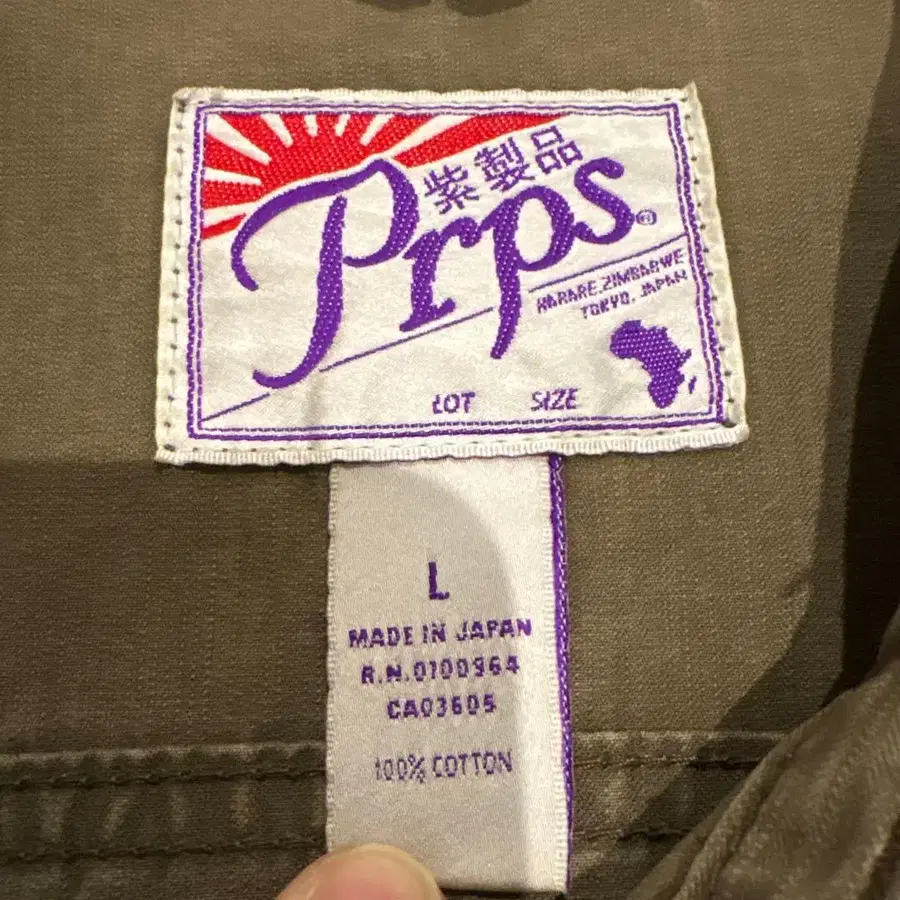 紫製品
Prps®
HARARE, ZIMBABWE
TOKYO, JAPAN
LOT SIZE
L
MADE IN JAPAN
R.N.0100964
CA03605
100% COTTON